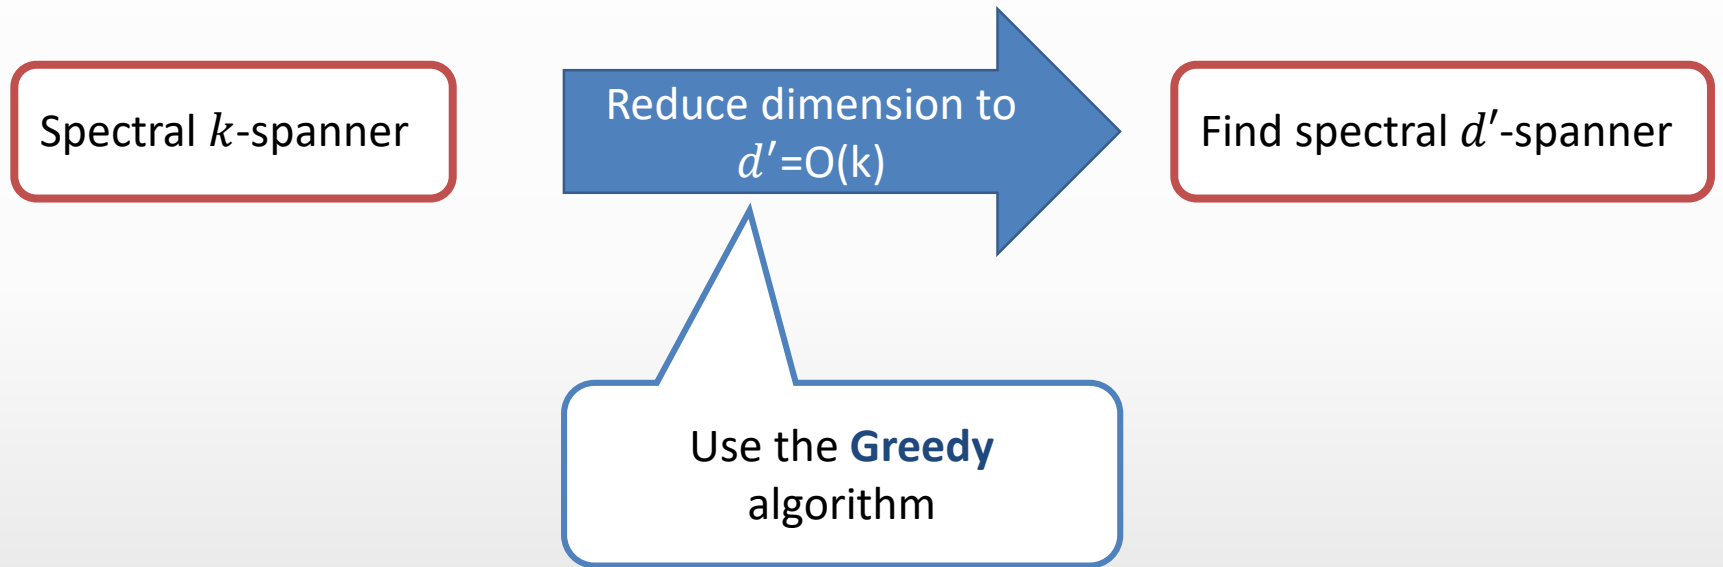 Spectral 𝑘-spanner
Reduce dimension to
𝑑′=O(k)
Find spectral 𝑑′-spanner
Use the Greedy
algorithm